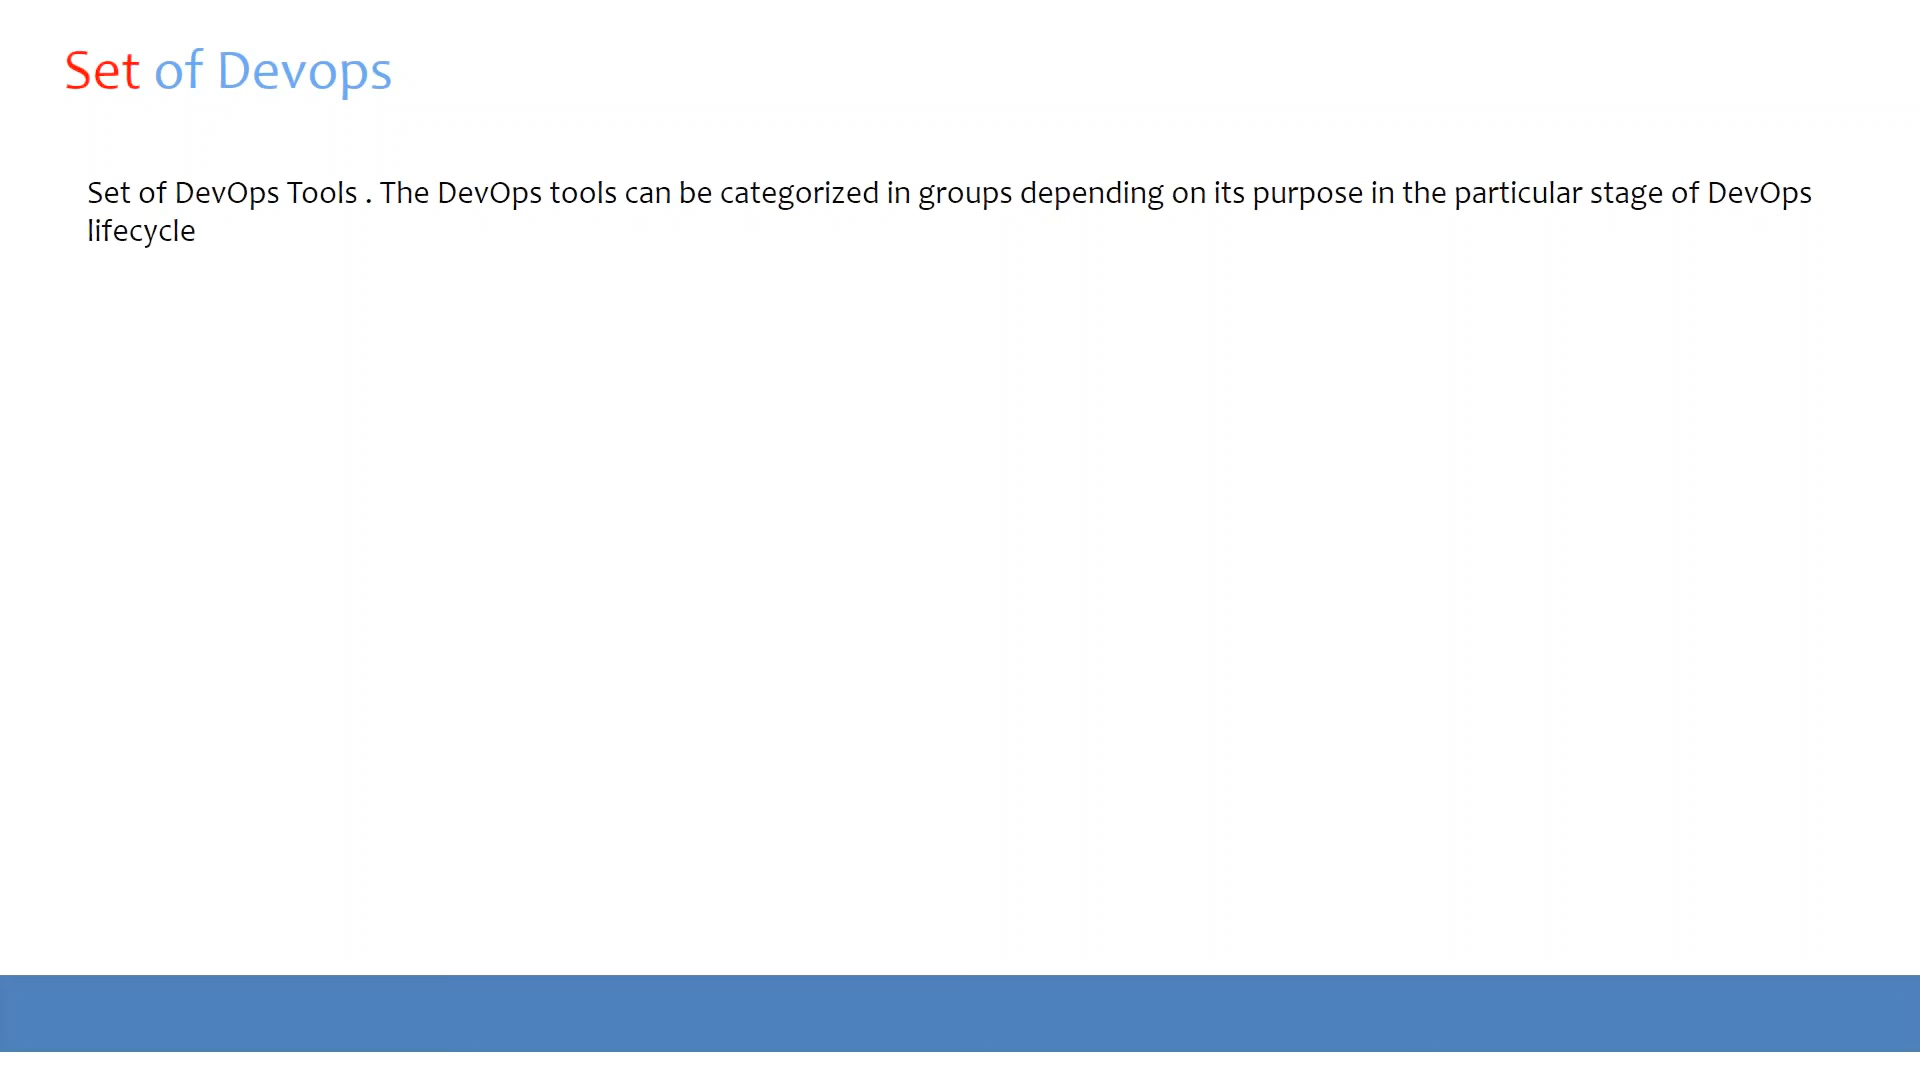 Set of Devops
Set of DevOps Tools . The DevOps tools can be categorized in groups depending on its purpose in the particular stage of DevOps
lifecycle